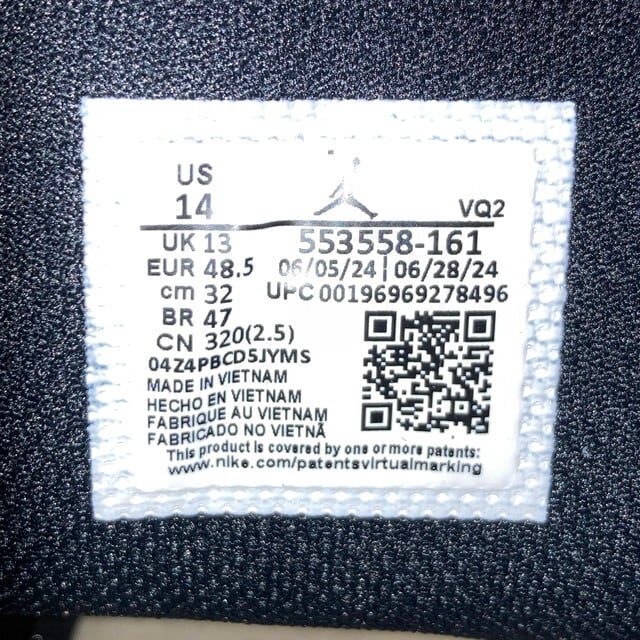 US
14
VQ2
UK 13
553558-161
EUR 48.5
06/05/24 | 06/28/24
cm 32
UPC 00196969278496
BR 47
CN 320(2.5)
04Z4PBCD5JYMS
MADE IN VIETNAM
HECHO EN VIETNAM
FABRIQUE AU VIETNAM
FABRICADO NO VIETNÃ
This product is covered by one or more patents:
www.nike.com/patentsvirtualmarking